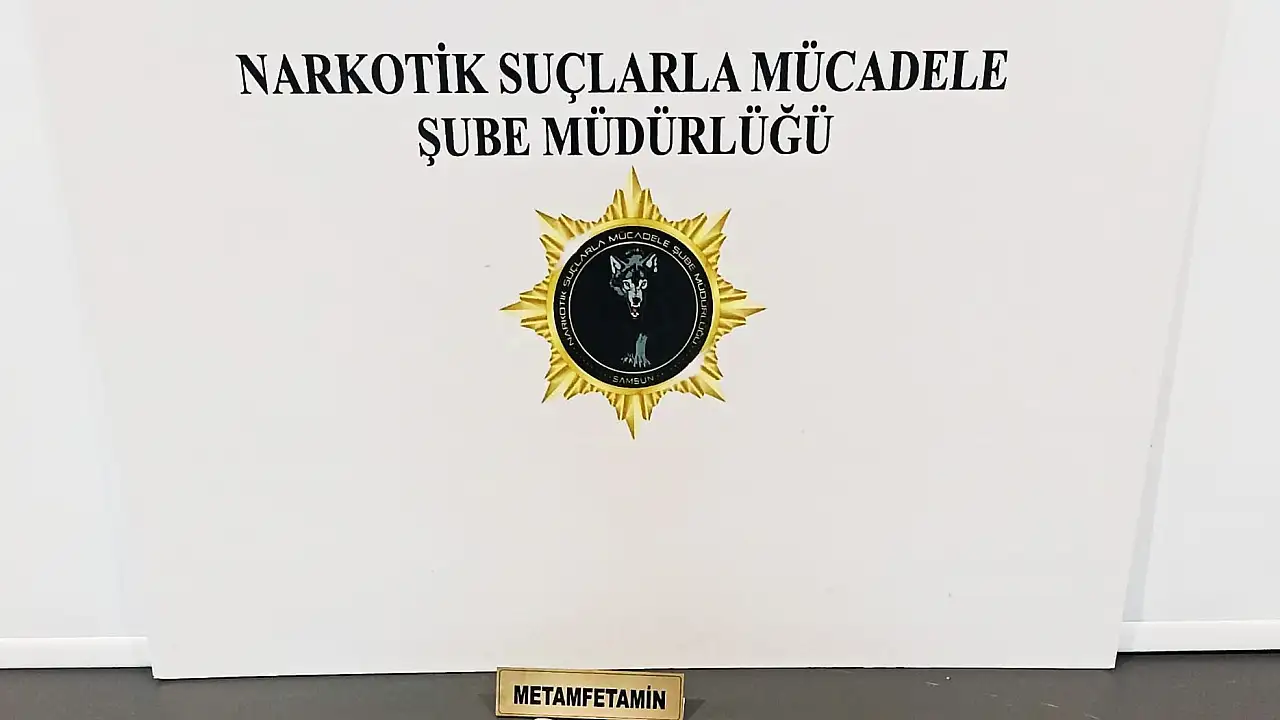 NARKOTİK SUÇLARLA MÜCADELE
ŞUBE MÜDÜRLÜĞÜ
NARKOTİK SUÇLARLA MÜCADELE ŞUBE MÜDÜRLÜĞÜ
SAMSUN
METAMFETAMİN